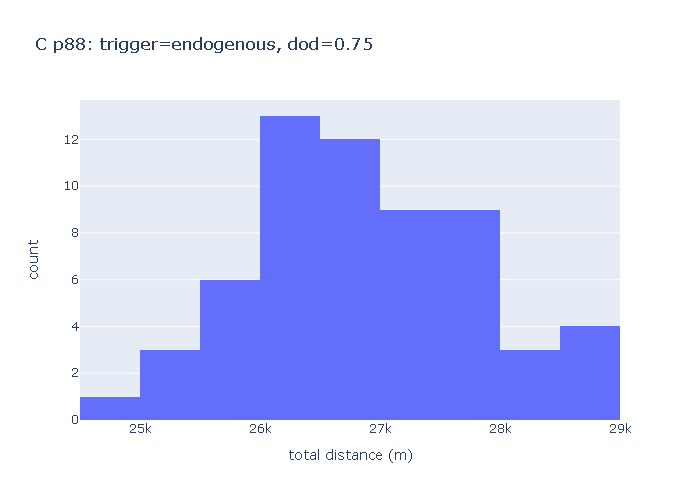 C p88: trigger=endogenous, dod=0.75
12
10
8
6
4
2
0
count
25k 26k 27k 28k 29k
total distance (m)